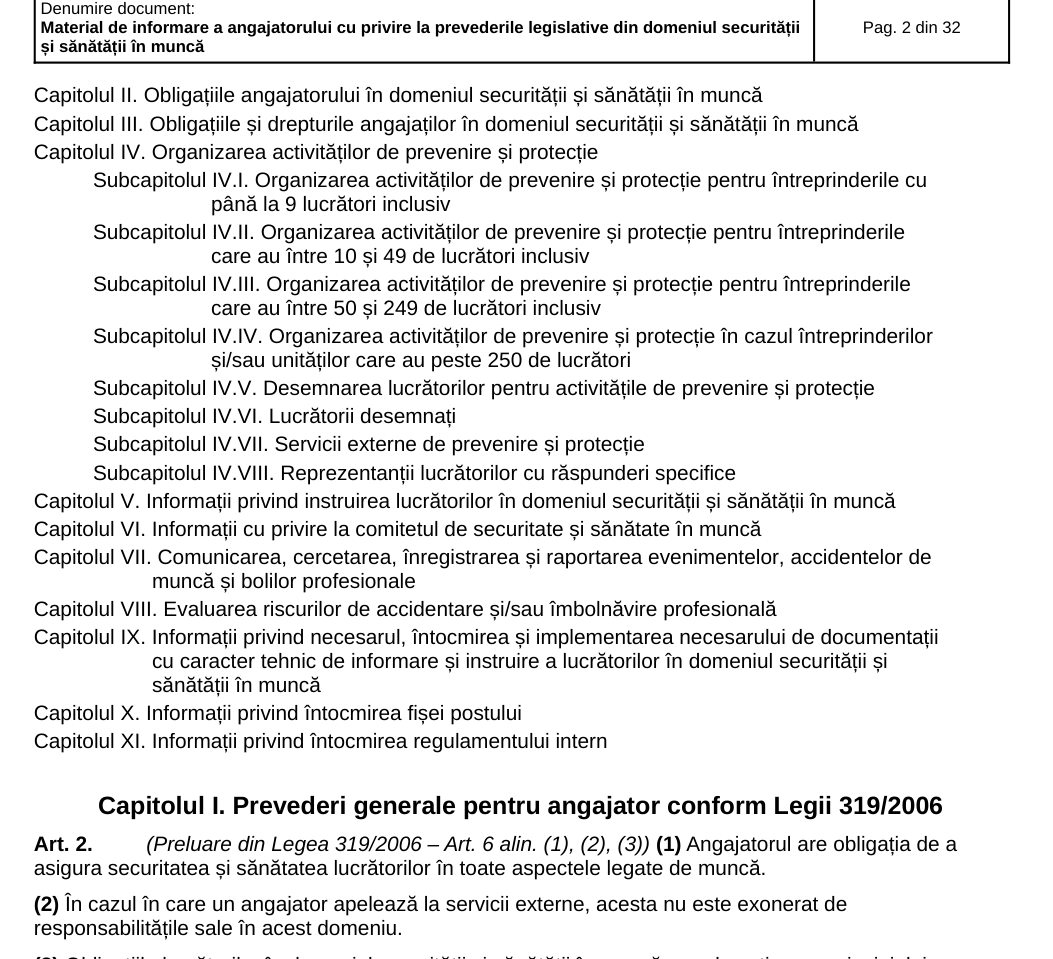 Denumire document:
Material de informare a angajatorului cu privire la prevederile legislative din domeniul securității
și sănătății în muncă
Pag. 2 din 32
Capitolul II. Obligațiile angajatorului în domeniul securității și sănătății în muncă
Capitolul III. Obligațiile și drepturile angajaților în domeniul securității și sănătății în muncă
Capitolul IV. Organizarea activităților de prevenire și protecție
Subcapitolul IV.I. Organizarea activităților de prevenire și protecție pentru întreprinderile cu
până la 9 lucrători inclusiv
Subcapitolul IV.II. Organizarea activităților de prevenire și protecție pentru întreprinderile
care au între 10 și 49 de lucrători inclusiv
Subcapitolul IV.III. Organizarea activităților de prevenire și protecție pentru întreprinderile
care au între 50 și 249 de lucrători inclusiv
Subcapitolul IV.IV. Organizarea activităților de prevenire și protecție în cazul întreprinderilor
și/sau unităților care au peste 250 de lucrători
Subcapitolul IV.V. Desemnarea lucrătorilor pentru activitățile de prevenire și protecție
Subcapitolul IV.VI. Lucrătorii desemnați
Subcapitolul IV.VII. Servicii externe de prevenire și protecție
Subcapitolul IV.VIII. Reprezentanții lucrătorilor cu răspunderi specifice
Capitolul V. Informații privind instruirea lucrătorilor în domeniul securității și sănătății în muncă
Capitolul VI. Informații cu privire la comitetul de securitate și sănătate în muncă
Capitolul VII. Comunicarea, cercetarea, înregistrarea și raportarea evenimentelor, accidentelor de
muncă și bolilor profesionale
Capitolul VIII. Evaluarea riscurilor de accidentare și/sau îmbolnăvire profesională
Capitolul IX. Informații privind necesarul, întocmirea și implementarea necesarului de documentații
cu caracter tehnic de informare și instruire a lucrătorilor în domeniul securității și
sănătății în muncă
Capitolul X. Informații privind întocmirea fișei postului
Capitolul XI. Informații privind întocmirea regulamentului intern
Capitolul I. Prevederi generale pentru angajator conform Legii 319/2006
Art. 2. (Preluare din Legea 319/2006 – Art. 6 alin. (1), (2), (3)) (1) Angajatorul are obligația de a
asigura securitatea și sănătatea lucrătorilor în toate aspectele legate de muncă.
(2) În cazul în care un angajator apelează la servicii externe, acesta nu este exonerat de
responsabilitățile sale în acest domeniu.